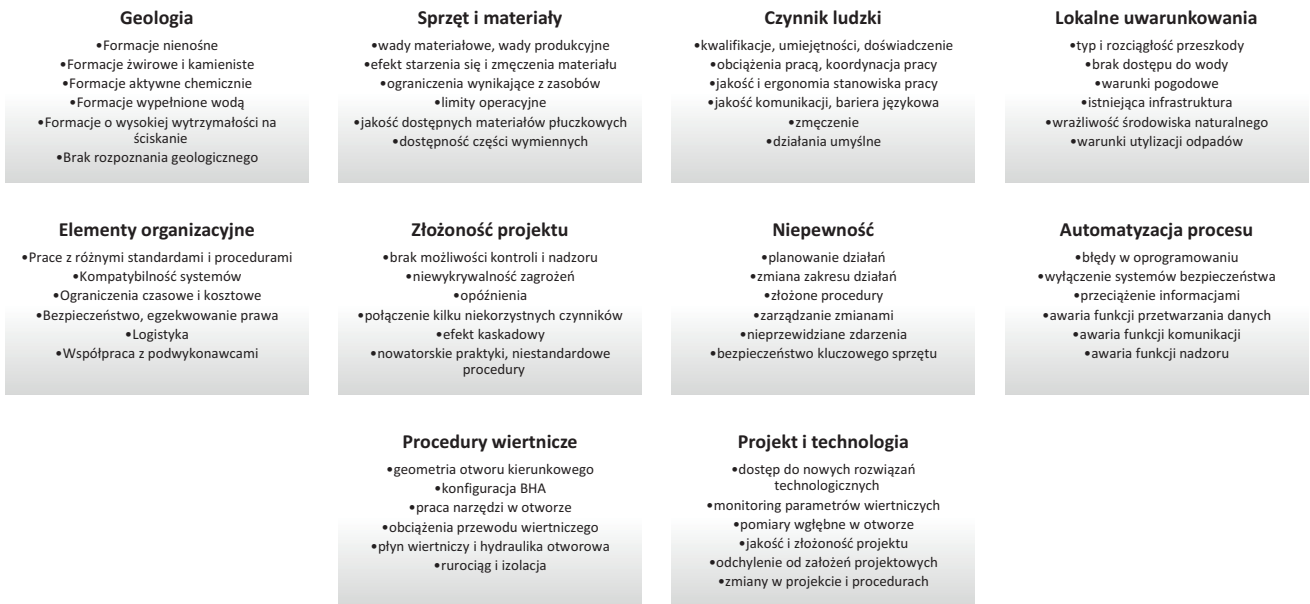 Geologia
•Formacje nienośne
•Formacje żwirowe i kamieniste
•Formacje aktywne chemicznie
•Formacje wypełnione wodą
•Formacje o wysokiej wytrzymałości na
ściskanie
•Brak rozpoznania geologicznego
Sprzęt i materiały
•wady materiałowe, wady produkcyjne
•efekt starzenia się i zmęczenia materiału
•ograniczenia wynikające z zasobów
•limity operacyjne
•jakość dostępnych materiałów płuczkowych
•dostępność części wymiennych
Czynnik ludzki
•kwalifikacje, umiejętności, doświadczenie
•obciążenia pracą, koordynacja pracy
•jakość i ergonomia stanowiska pracy
•jakość komunikacji, bariera językowa
•zmęczenie
•działania umyślne
Lokalne uwarunkowania
•typ i rozciągłość przeszkody
•brak dostępu do wody
•warunki pogodowe
•istniejąca infrastruktura
•wrażliwość środowiska naturalnego
•warunki utylizacji odpadów
Elementy organizacyjne
•Prace z różnymi standardami i procedurami
•Kompatybilność systemów
•Ograniczenia czasowe i kosztowe
•Bezpieczeństwo, egzekwowanie prawa
•Logistyka
•Współpraca z podwykonawcami
Złożoność projektu
•brak możliwości kontroli i nadzoru
•niewykrywalność zagrożeń
•opóźnienia
•połączenie kilku niekorzystnych czynników
•efekt kaskadowy
•nowatorskie praktyki, niestandardowe
procedury
Niepewność
•planowanie działań
•zmiana zakresu działań
•złożone procedury
•zarządzanie zmianami
•nieprzewidziane zdarzenia
•bezpieczeństwo kluczowego sprzętu
Automatyzacja procesu
•błędy w oprogramowaniu
•wyłączenie systemów bezpieczeństwa
•przeciążenie informacjami
•awaria funkcji przetwarzania danych
•awaria funkcji komunikacji
•awaria funkcji nadzoru
Procedury wiertnicze
•geometria otworu kierunkowego
•konfiguracja BHA
•praca narzędzi w otworze
•obciążenia przewodu wiertniczego
•płyn wiertniczy i hydraulika otworowa
•rurociąg i izolacja
Projekt i technologia
•dostęp do nowych rozwiązań
technologicznych
•monitoring parametrów wiertniczych
•pomiary wgłębne w otworze
•jakość i złożoność projektu
•odchylenie od założeń projektowych
•zmiany w projekcie i procedurach